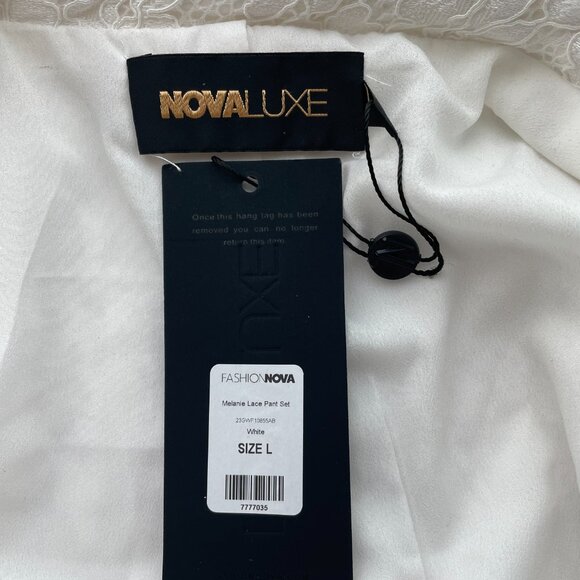 NOVALUXE
Once this hang tag has been
removed you can no longer
return this item.
FASHIONNOVA
Melanie Lace Pant Set
23GWF10855AB
White
SIZE L
7777035